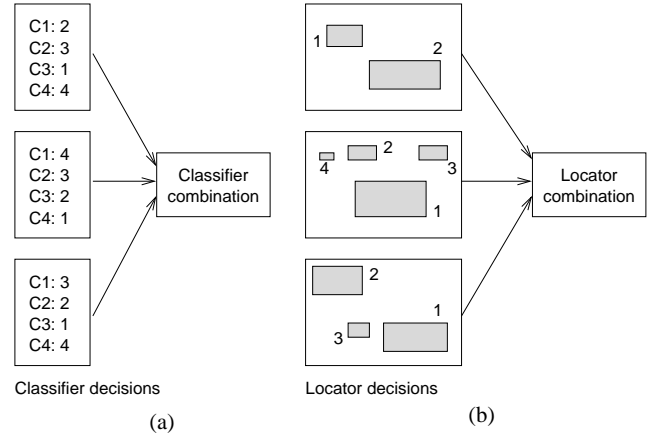 C1: 2
C2: 3
C3: 1
C4: 4
C1: 4
C2: 3
C3: 2
C4: 1
C1: 3
C2: 2
C3: 1
C4: 4
Classifier
combination
Classifier decisions
(a)
1
2
4
2
3
1
2
3
1
Locator
combination
Locator decisions
(b)